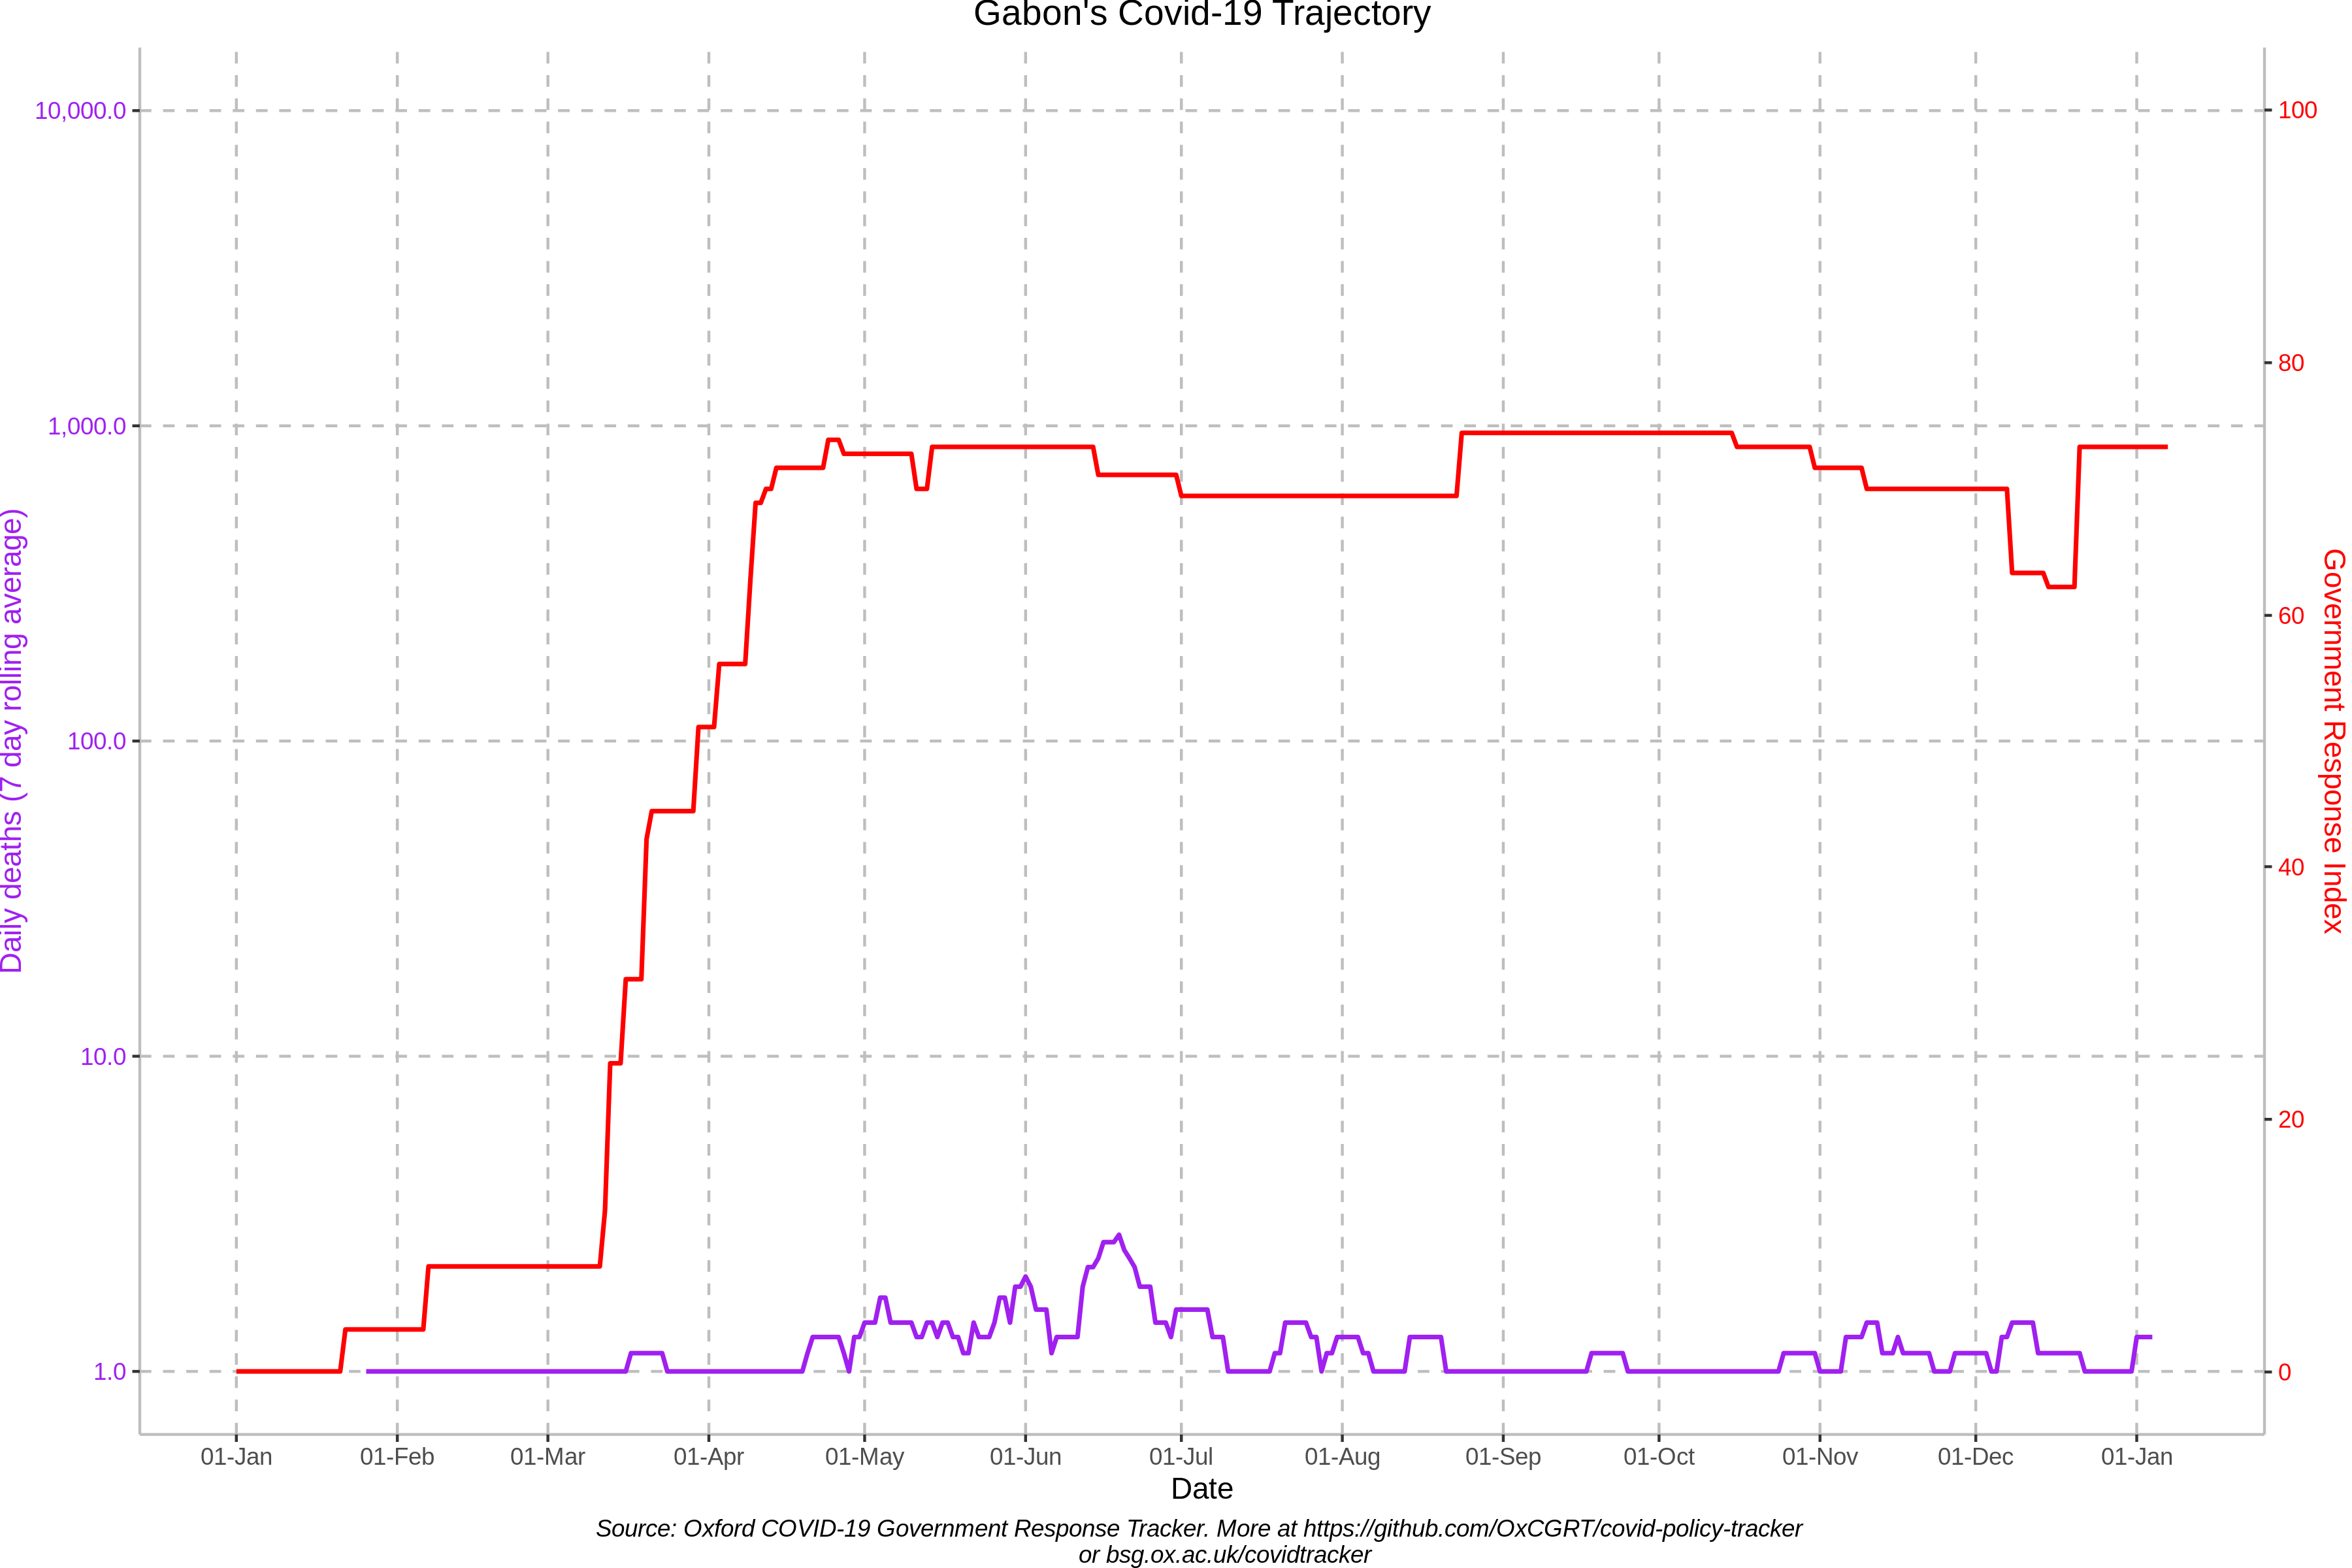 Gabon's Covid-19 Trajectory
10,000.0
1,000.0
100.0
10.0
1.0
Daily deaths (7 day rolling average)
100
80
60
40
20
0
Government Response Index
01-Jan 01-Feb 01-Mar 01-Apr 01-May 01-Jun 01-Jul 01-Aug 01-Sep 01-Oct 01-Nov 01-Dec 01-Jan
Date
Source: Oxford COVID-19 Government Response Tracker. More at https://github.com/OxCGRT/covid-policy-tracker
or bsg.ox.ac.uk/covidtracker